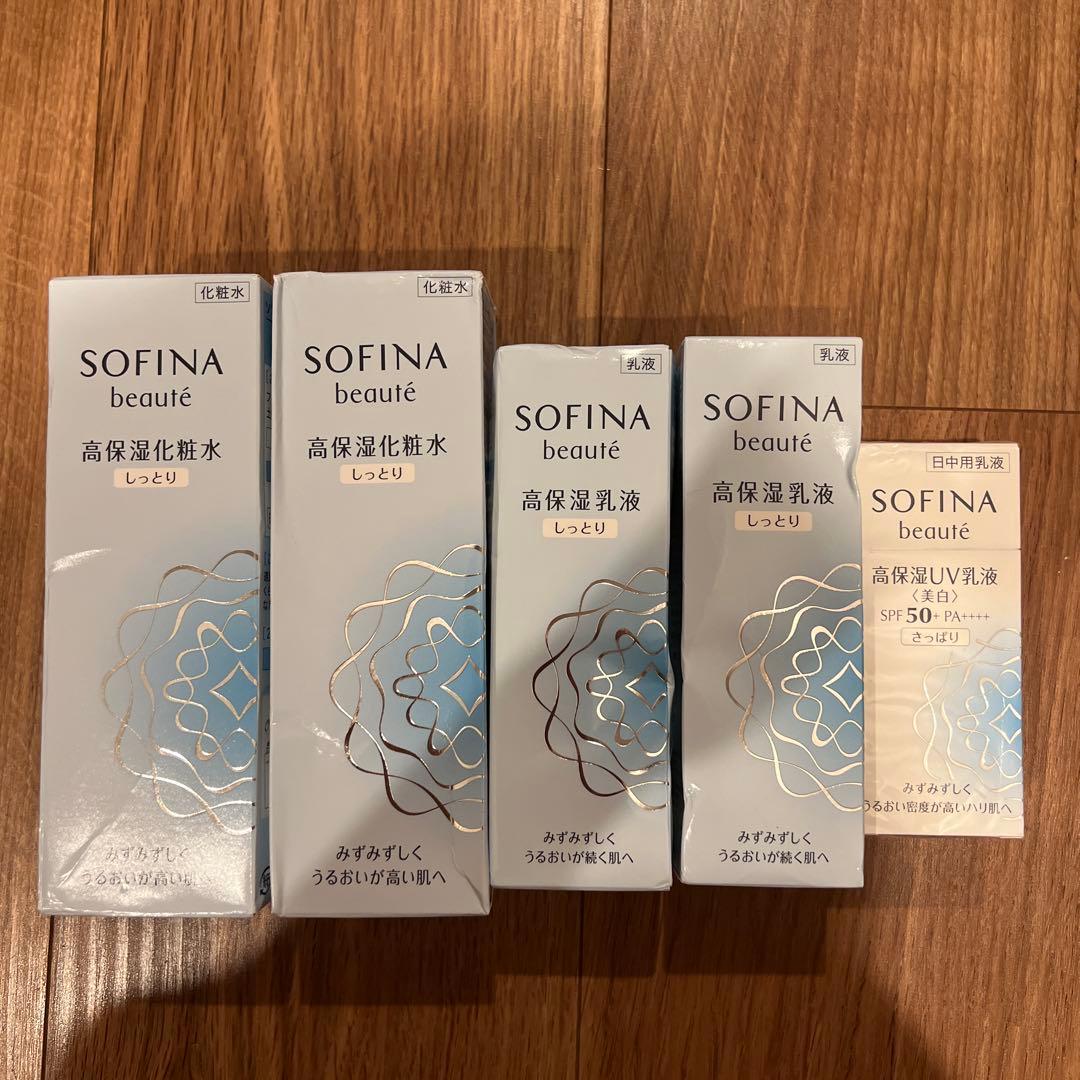 化粧水
SOFINA
beauté
高保湿化粧水
しっとり
みずみずしく
うるおいが高い肌へ
化粧水
SOFINA
beauté
高保湿化粧水
しっとり
みずみずしく
うるおいが高い肌へ
乳液
SOFINA
beauté
高保湿乳液
しっとり
みずみずしく
うるおいが続く肌へ
乳液
SOFINA
beauté
高保湿乳液
しっとり
みずみずしく
うるおいが続く肌へ
日中用乳液
SOFINA
beauté
高保湿UV乳液
〈美白〉
SPF 50+ PA++++
さっぱり
みずみずしく
うるおい密度が高いハリ肌へ